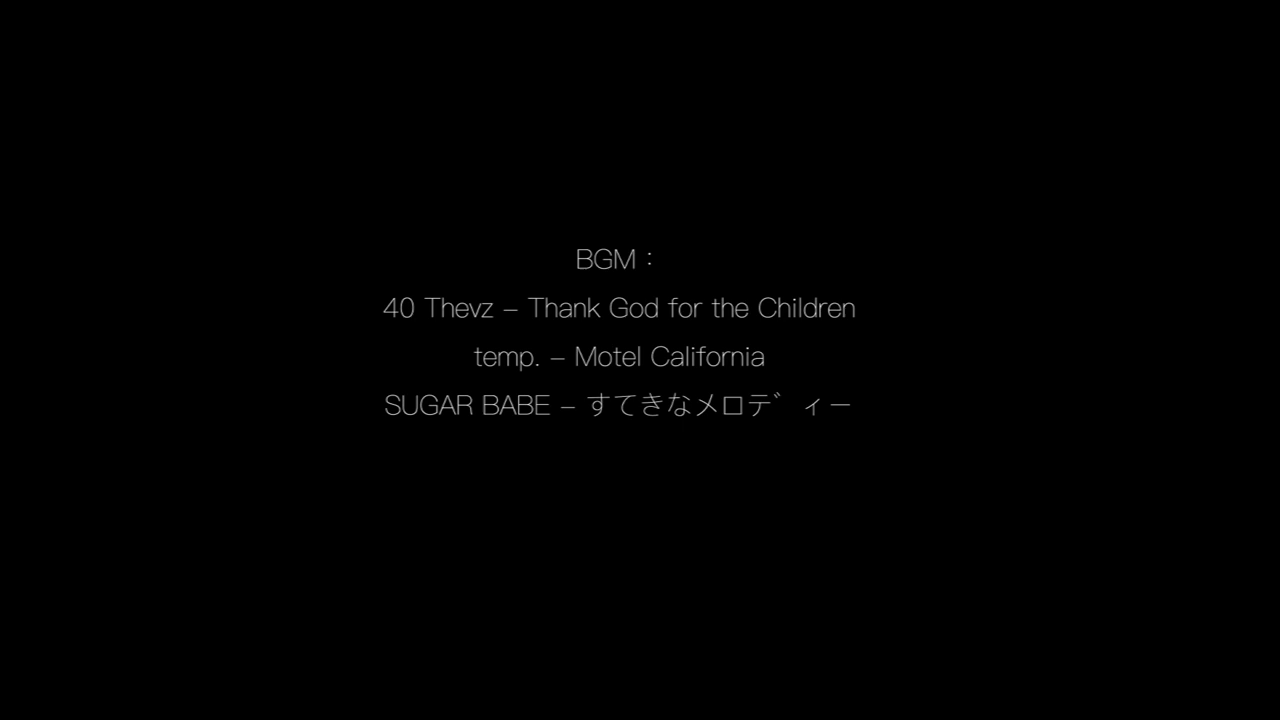 BGM：
40 Thevz – Thank God for the Children
temp. – Motel California
SUGAR BABE – すてきなメロディー